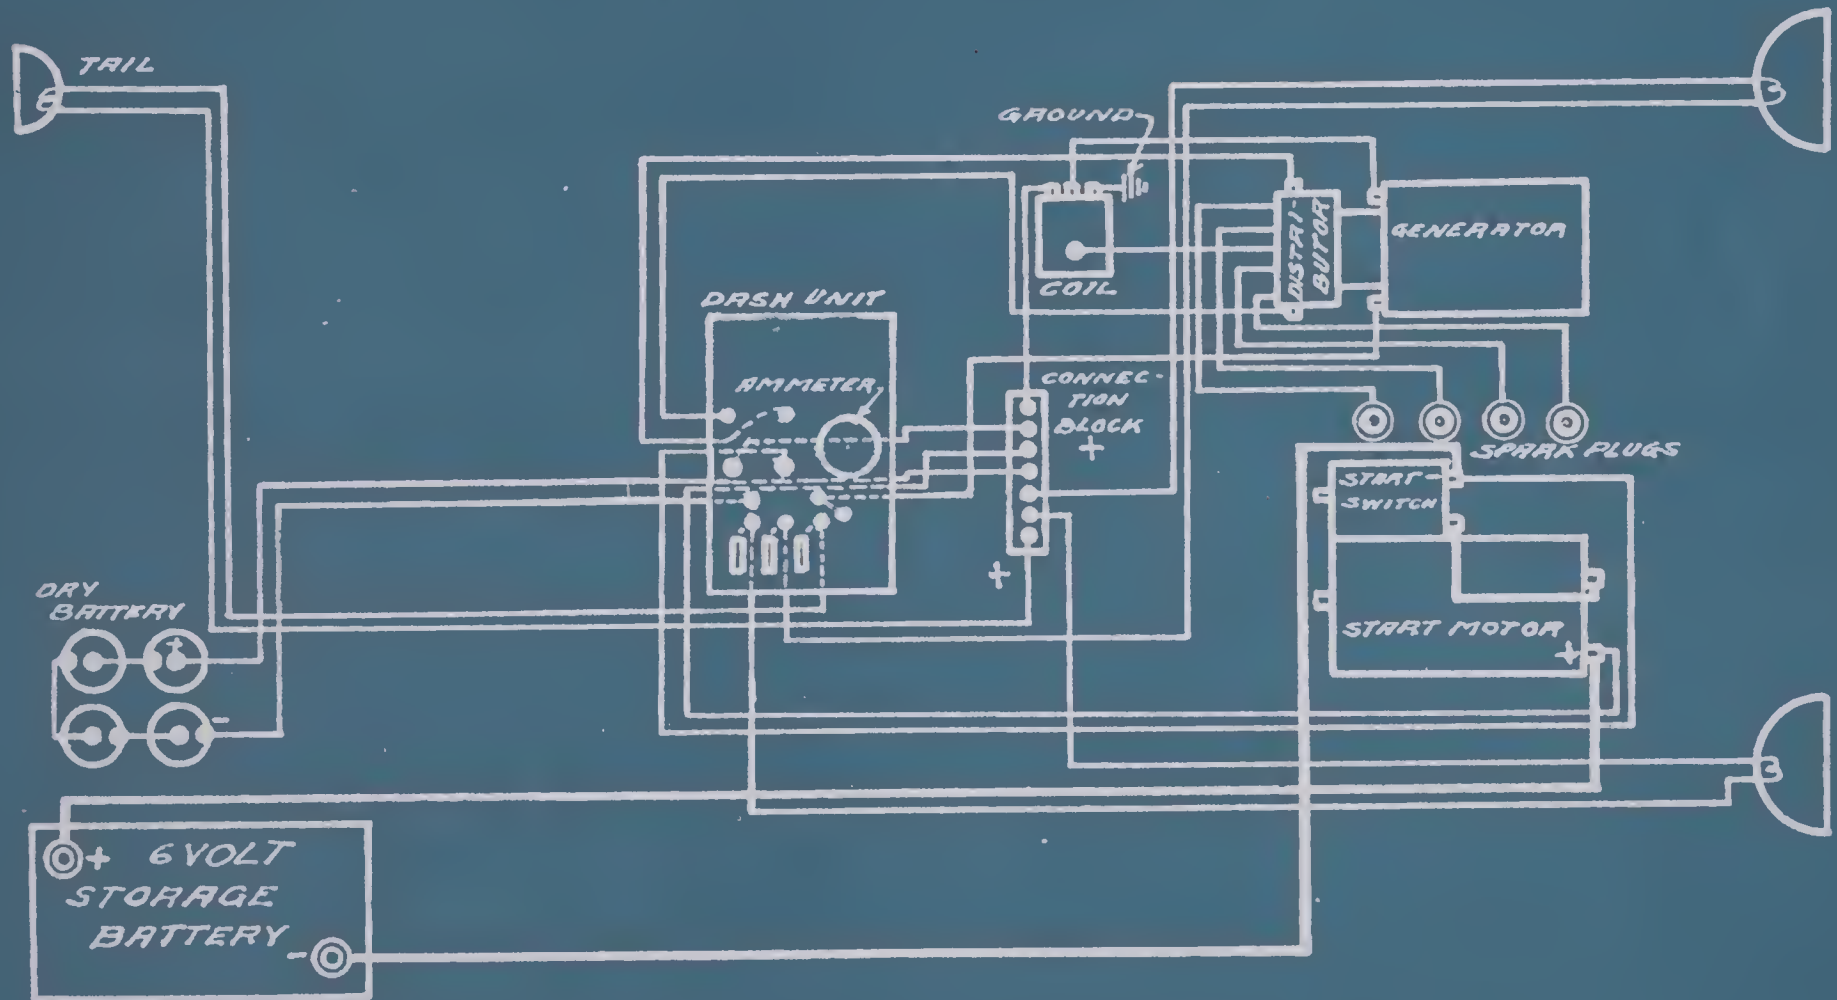 TAIL
GROUND
DISTRI-
BUTOR
GENERATOR
COIL
DASH UNIT
AMMETER
CONNEC-
TION
BLOCK
+
SPARK PLUGS
START
SWITCH
+
DRY
BATTERY
+
START MOTOR
+
-
+ 6 VOLT
STORAGE
BATTERY
-